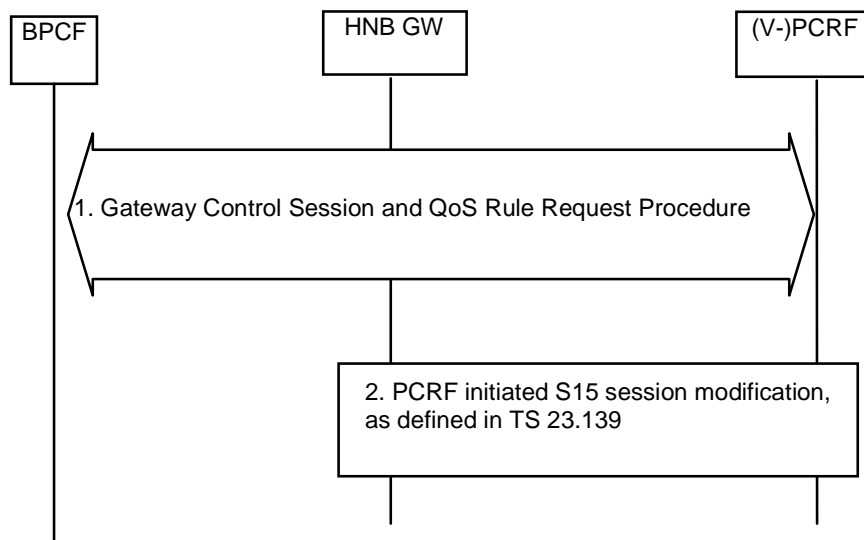 BPCF
HNB GW
(V-)PCRF
1. Gateway Control Session and QoS Rule Request Procedure
2. PCRF initiated S15 session modification,
as defined in TS 23.139